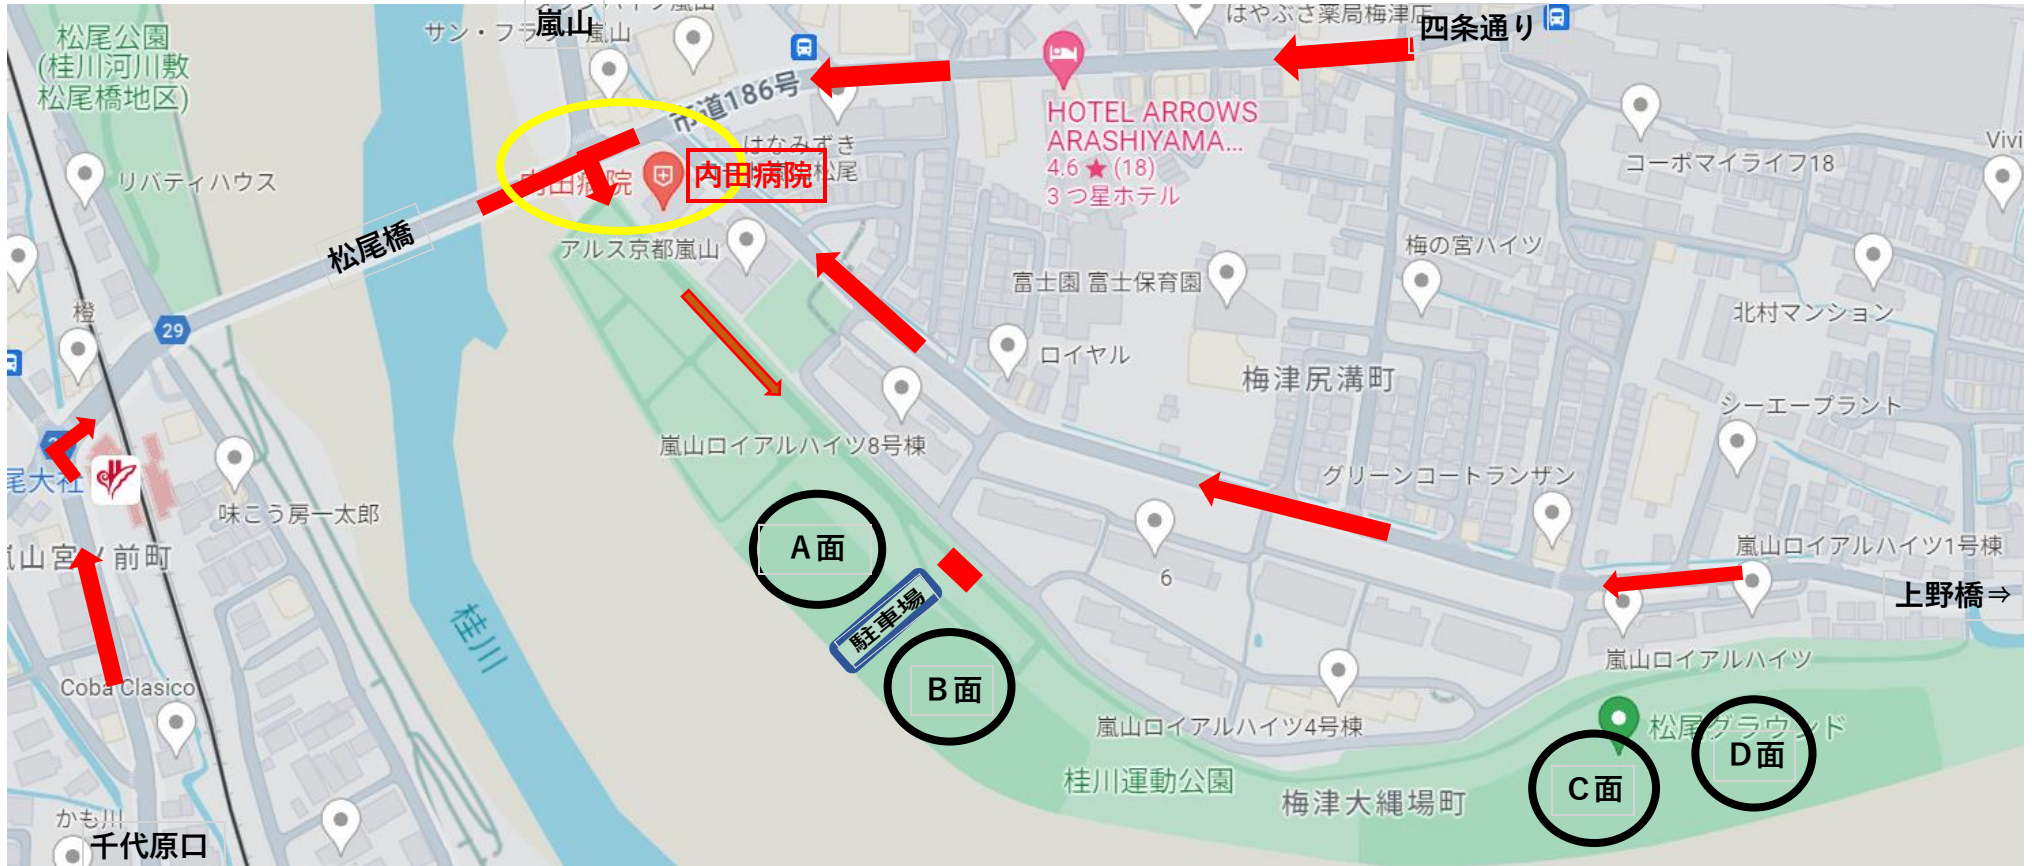 嵐山
サン・フラ
嵐山
はやぶさ薬局梅津店
四条通り
松尾公園
(桂川河川敷
松尾橋地区)
市道186号
HOTEL ARROWS
ARASHIYAMA...
4.6 ★ (18)
3 つ星ホテル
はなみずき
松尾
内田病院
内田病院
コーポマイライフ18
Vivi
リバティハウス
松尾橋
アルス京都嵐山
富士園 富士保育園
梅の宮ハイツ
北村マンション
橙
29
ロイヤル
梅津尻溝町
シーエープラント
嵐山ロイアルハイツ8号棟
グリーンコートランザン
尾大社
味こう房一太郎
嵐山宮ノ前町
A面
6
嵐山ロイアルハイツ1号棟
上野橋⇒
駐車場
桂川
B面
嵐山ロイアルハイツ
Coba Clasico
嵐山ロイアルハイツ4号棟
松尾グラウンド
D面
桂川運動公園
C面
梅津大縄場町
かも川
千代原口